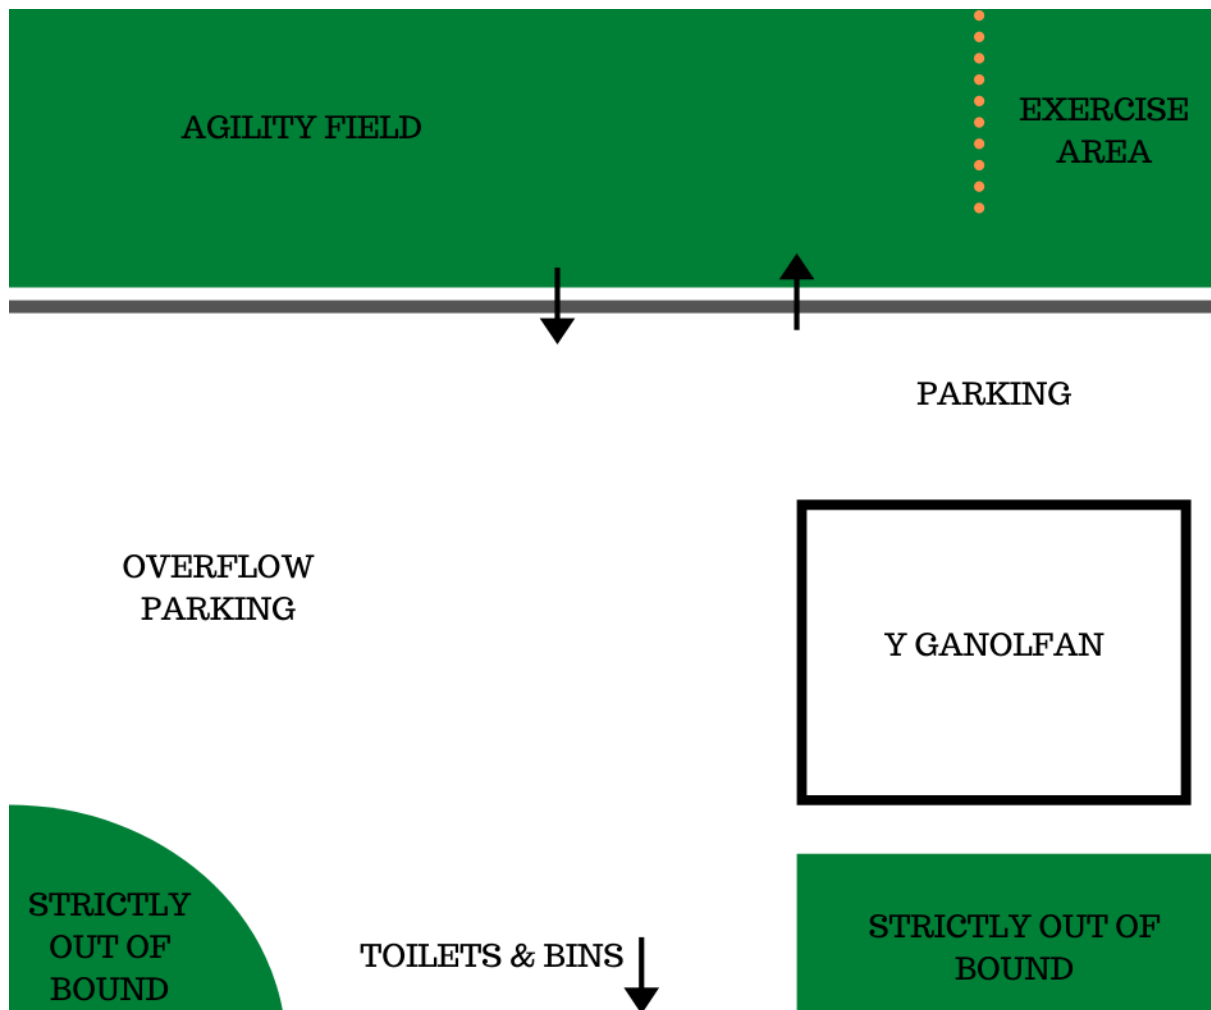 AGILITY FIELD
EXERCISE
AREA
PARKING
OVERFLOW
PARKING
Y GANOLFAN
STRICTLY
OUT OF
BOUND
TOILETS & BINS
STRICTLY OUT OF
BOUND